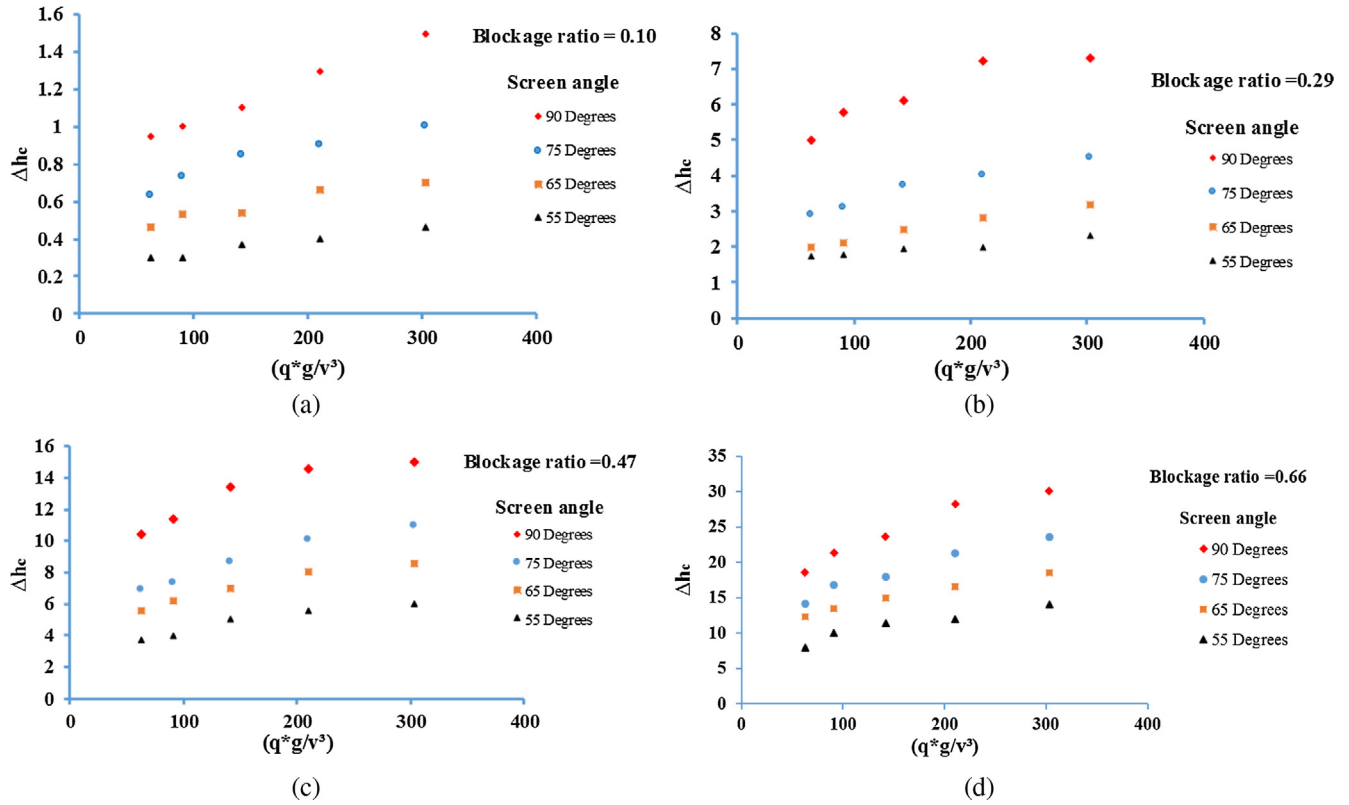 (a)
1.6
1.4
1.2
1
0.8
0.6
0.4
0.2
0
Δhc
0 100 200 300 400
(q*g/v³)
Blockage ratio = 0.10
Screen angle
90 Degrees
75 Degrees
65 Degrees
55 Degrees
(a)
8
7
6
5
4
3
2
1
0
Δhc
0 100 200 300 400
(q*g/v³)
Blockage ratio =0.29
Screen angle
90 Degrees
75 Degrees
65 Degrees
55 Degrees
(b)
16
14
12
10
8
6
4
2
0
Δhc
0 100 200 300 400
(q*g/v³)
Blockage ratio =0.47
Screen angle
90 Degrees
75 Degrees
65 Degrees
55 Degrees
(c)
35
30
25
20
15
10
5
0
Δhc
0 100 200 300 400
(q*g/v³)
Blockage ratio =0.66
Screen angle
90 Degrees
75 Degrees
65 Degrees
55 Degrees
(d)